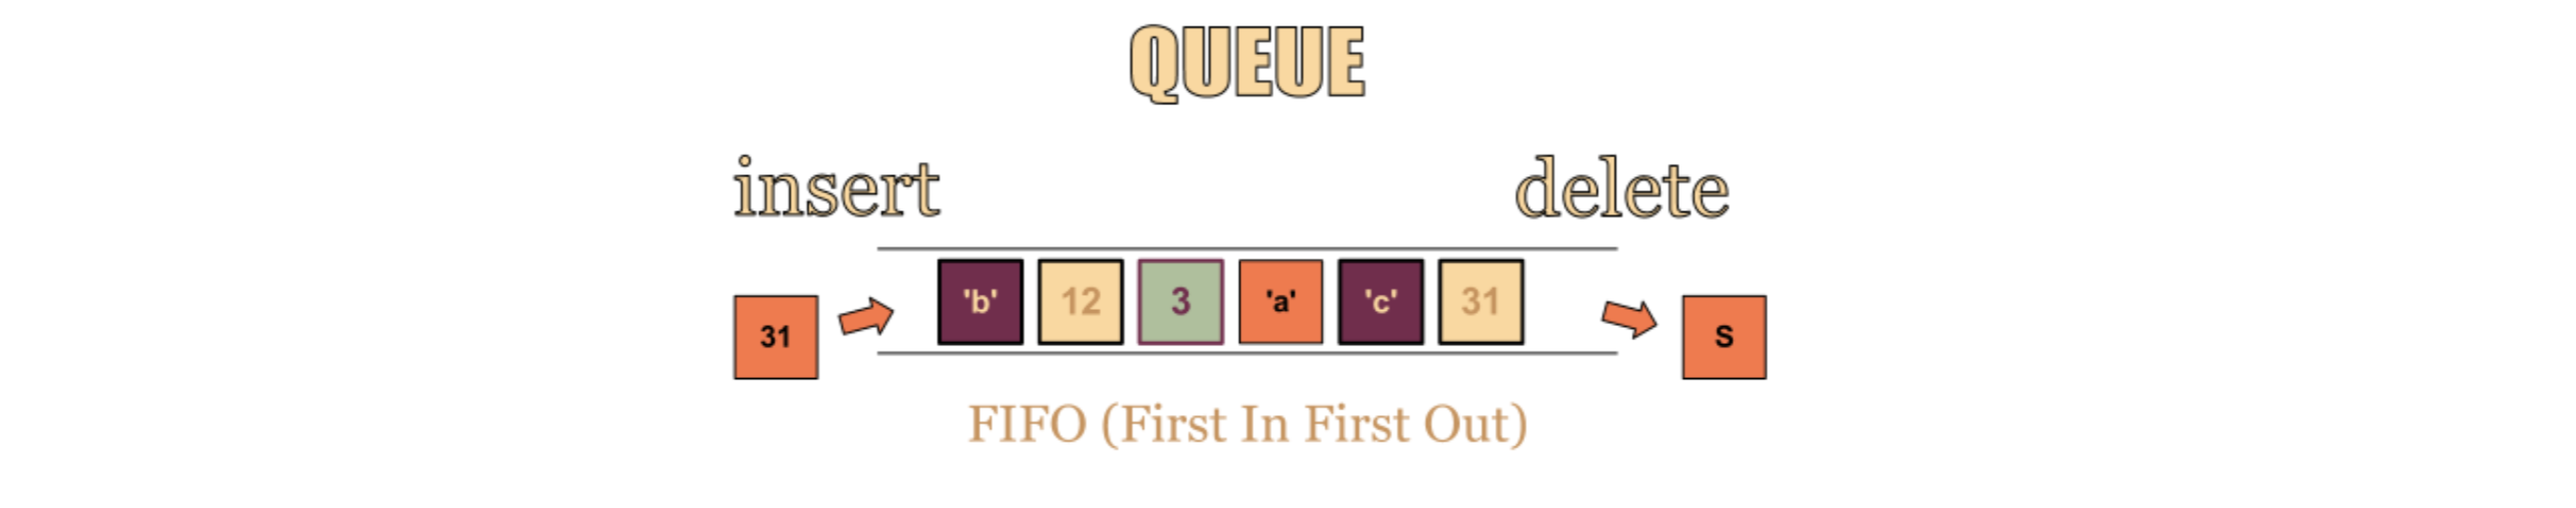 QUEUE
insert delete
31 'b' 12 3 'a' 'c' 31 S
FIFO (First In First Out)